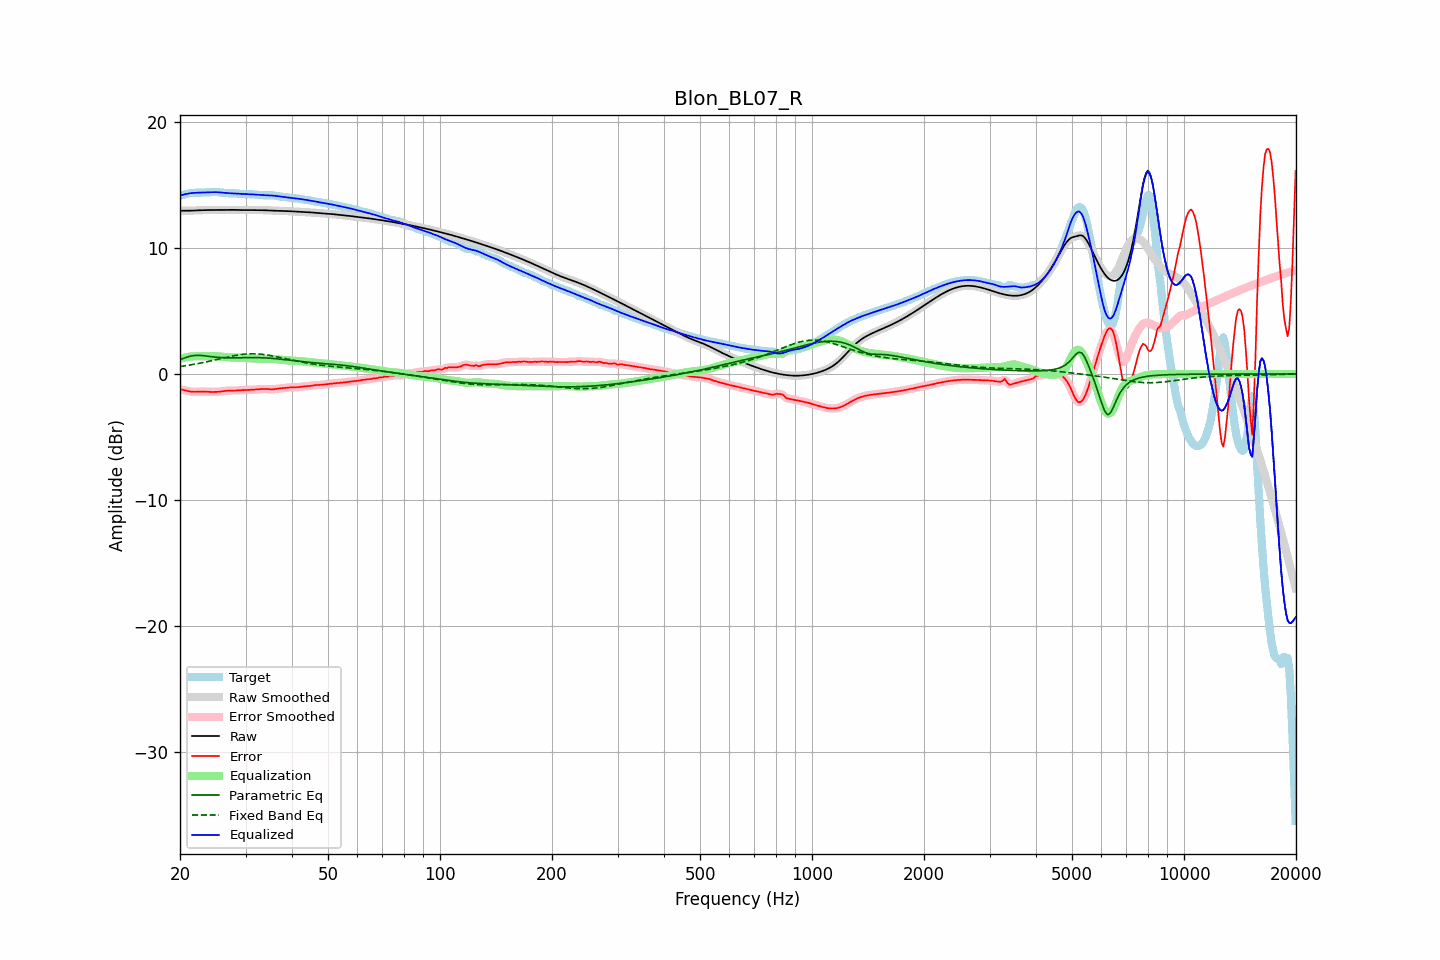 Blon_BL07_R
20
10
0
−10
−20
−30
Amplitude (dBr)
Target
Raw Smoothed
Error Smoothed
Raw
Error
Equalization
Parametric Eq
Fixed Band Eq
Equalized
20 50 100 200 500 1000 2000 5000 10000 20000
Frequency (Hz)